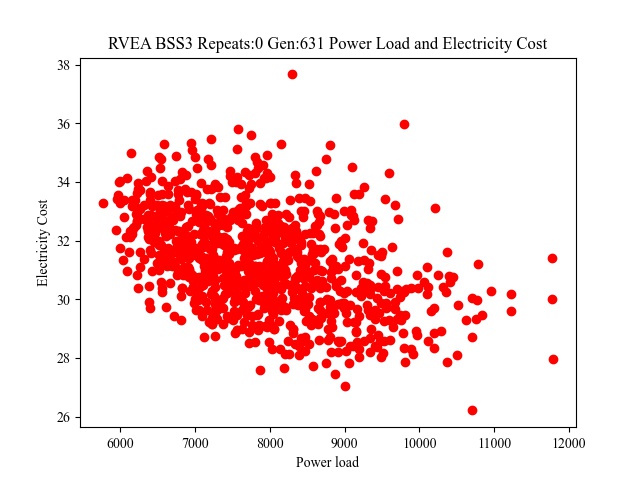 RVEA BSS3 Repeats:0 Gen:631 Power Load and Electricity Cost
38
36
34
32
30
28
26
Electricity Cost
6000 7000 8000 9000 10000 11000 12000
Power load